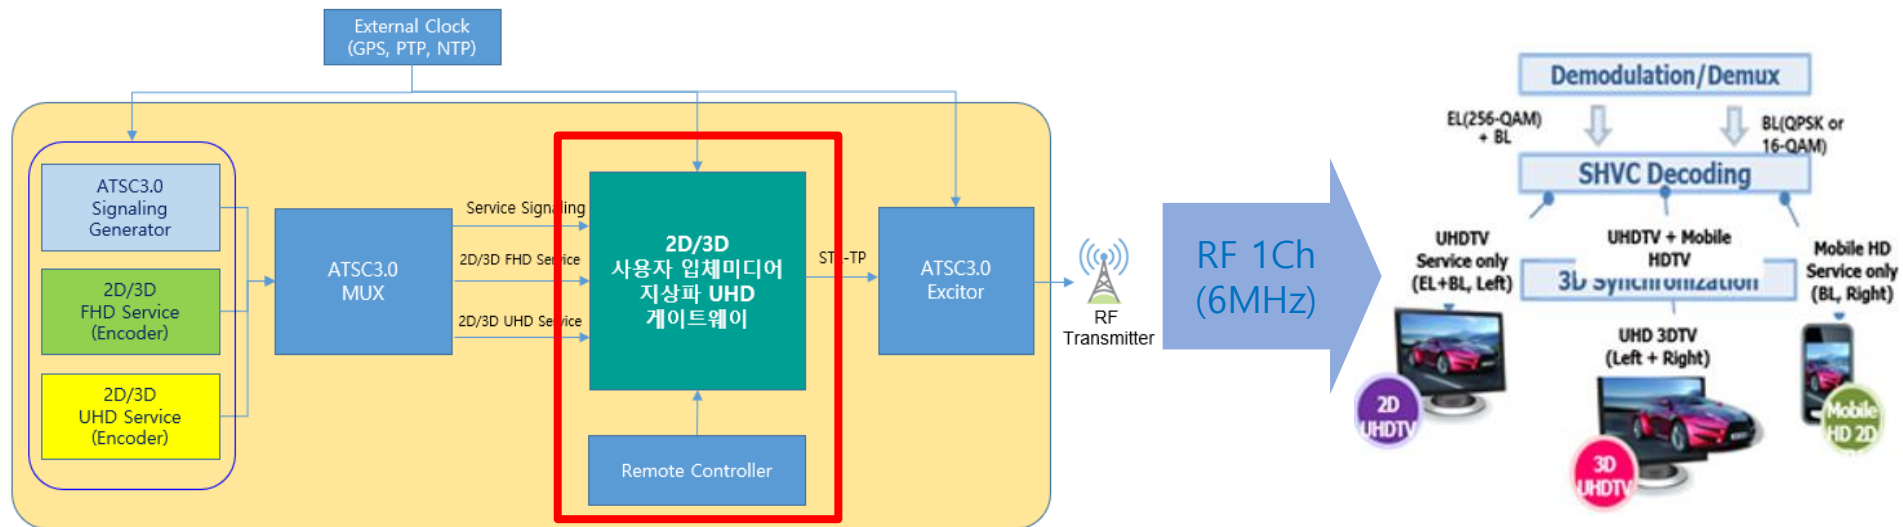 External Clock
(GPS, PTP, NTP)
ATSC3.0
Signaling
Generator
2D/3D
FHD Service
(Encoder)
2D/3D
UHD Service
(Encoder)
ATSC3.0
MUX
Service Signaling
2D/3D FHD Service
2D/3D UHD Service
2D/3D
사용자 입체미디어
지상파 UHD
게이트웨이
Remote Controller
ATSC3.0
Excitor
RF
Transmitter
RF 1Ch
(6MHz)
Demodulation/Demux
EL(256-QAM)
+ BL
BL(QPSK or
16-QAM)
SHVC Decoding
UHDTV
Service only
(EL+BL, Left)
UHDTV + Mobile
HDTV
3D Synchronization
Mobile HD
Service only
(BL, Right)
UHD 3DTV
(Left + Right)
2D
UHDTV
3D
UHDTV
Mobile
HD 2D